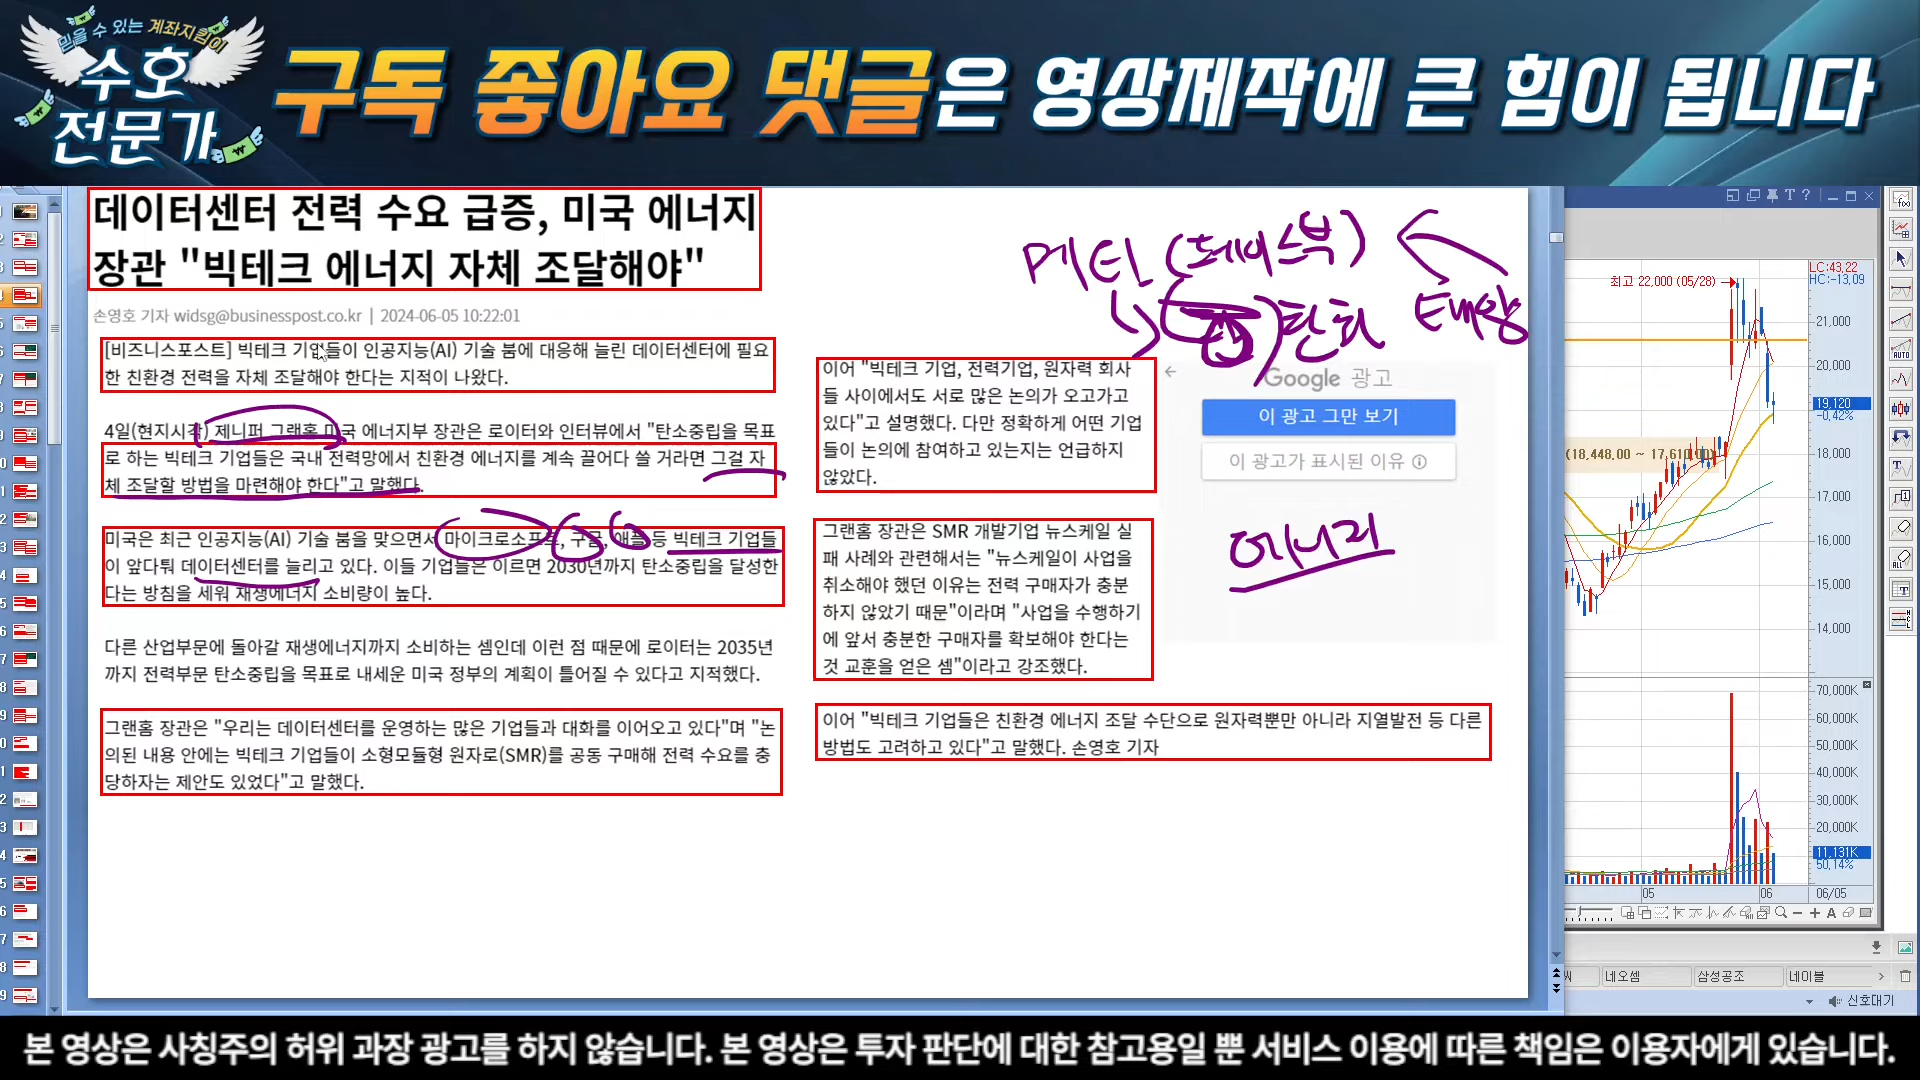 믿을 수 있는 계좌지킴이
수호
전문가
구독 좋아요 댓글은 영상제작에 큰 힘이 됩니다
데이터센터 전력 수요 급증, 미국 에너지
장관 "빅테크 에너지 자체 조달해야"
손영호 기자 widsg@businesspost.co.kr | 2024-06-05 10:22:01
[비즈니스포스트] 빅테크 기업들이 인공지능(AI) 기술 붐에 대응해 늘린 데이터센터에 필요
한 친환경 전력을 자체 조달해야 한다는 지적이 나왔다.
4일(현지시각) 제니퍼 그랜홈 미국 에너지부 장관은 로이터와 인터뷰에서 "탄소중립을 목표
로 하는 빅테크 기업들은 국내 전력망에서 친환경 에너지를 계속 끌어다 쓸 거라면 그걸 자
체 조달할 방법을 마련해야 한다"고 말했다.
미국은 최근 인공지능(AI) 기술 붐을 맞으면서 마이크로소프트, 구글, 애플 등 빅테크 기업들
이 앞다퉈 데이터센터를 늘리고 있다. 이들 기업들은 이르면 2030년까지 탄소중립을 달성한
다는 방침을 세워 재생에너지 소비량이 높다.
다른 산업부문에 돌아갈 재생에너지까지 소비하는 셈인데 이런 점 때문에 로이터는 2035년
까지 전력부문 탄소중립을 목표로 내세운 미국 정부의 계획이 틀어질 수 있다고 지적했다.
그랜홈 장관은 "우리는 데이터센터를 운영하는 많은 기업들과 대화를 이어오고 있다"며 "논
의된 내용 안에는 빅테크 기업들이 소형모듈형 원자로(SMR)를 공동 구매해 전력 수요를 충
당하자는 제안도 있었다"고 말했다.
메타 (페이스북)
태양
이어 "빅테크 기업, 전력기업, 원자력 회사
들 사이에서도 서로 많은 논의가 오고가고
있다"고 설명했다. 다만 정확하게 어떤 기업
들이 논의에 참여하고 있는지는 언급하지
않았다.
Google 광고
이 광고 그만 보기
이 광고가 표시된 이유
에너지
그랜홈 장관은 SMR 개발기업 뉴스케일 실
패 사례와 관련해서는 "뉴스케일이 사업을
취소해야 했던 이유는 전력 구매자가 충분
하지 않았기 때문"이라며 "사업을 수행하기
에 앞서 충분한 구매자를 확보해야 한다는
것 교훈을 얻은 셈"이라고 강조했다.
이어 "빅테크 기업들은 친환경 에너지 조달 수단으로 원자력뿐만 아니라 지열발전 등 다른
방법도 고려하고 있다"고 말했다. 손영호 기자
LC:43,22
HC:-13,09
최고 22,000 (05/28)
21,000
20,000
19,120
-0,42%
(18,448.00 ~ 17,610.00)
18,000
17,000
16,000
15,000
14,000
70,000K
60,000K
50,000K
40,000K
30,000K
20,000K
11,131K
50,14%
05
06
06/05
네오셈
삼성공조
네이블
신호대기
본 영상은 사칭주의 허위 과장 광고를 하지 않습니다. 본 영상은 투자 판단에 대한 참고용일 뿐 서비스 이용에 따른 책임은 이용자에게 있습니다.